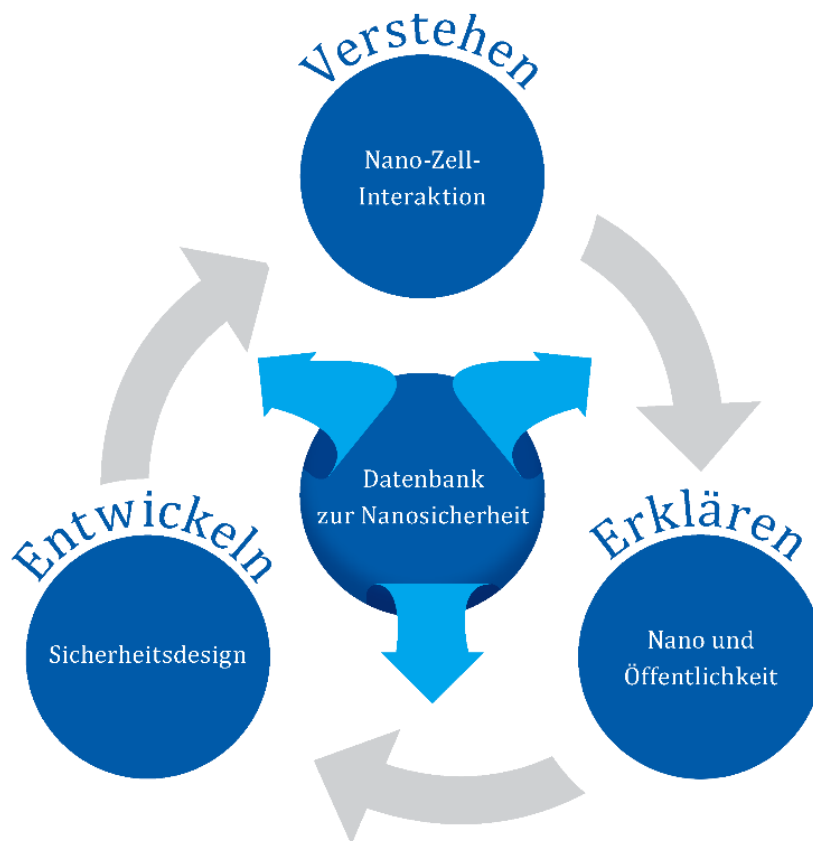 Verstehen
Nano-Zell-
Interaktion
Datenbank
zur Nanosicherheit
Entwickeln
Sicherheitsdesign
Erklären
Nano und
Öffentlichkeit